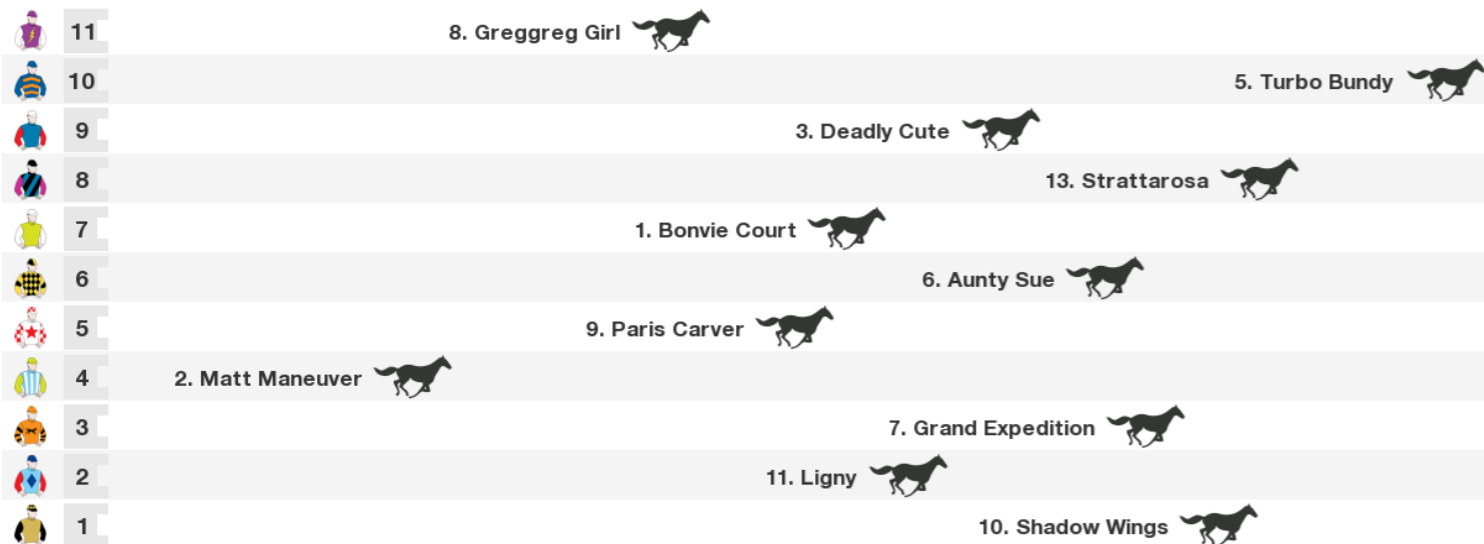 11 8. Greggreg Girl
10 5. Turbo Bundy
9 3. Deadly Cute
8 13. Strattarosa
7 1. Bonvie Court
6 6. Aunty Sue
5 9. Paris Carver
4 2. Matt Maneuver
3 7. Grand Expedition
2 11. Ligny
1 10. Shadow Wings